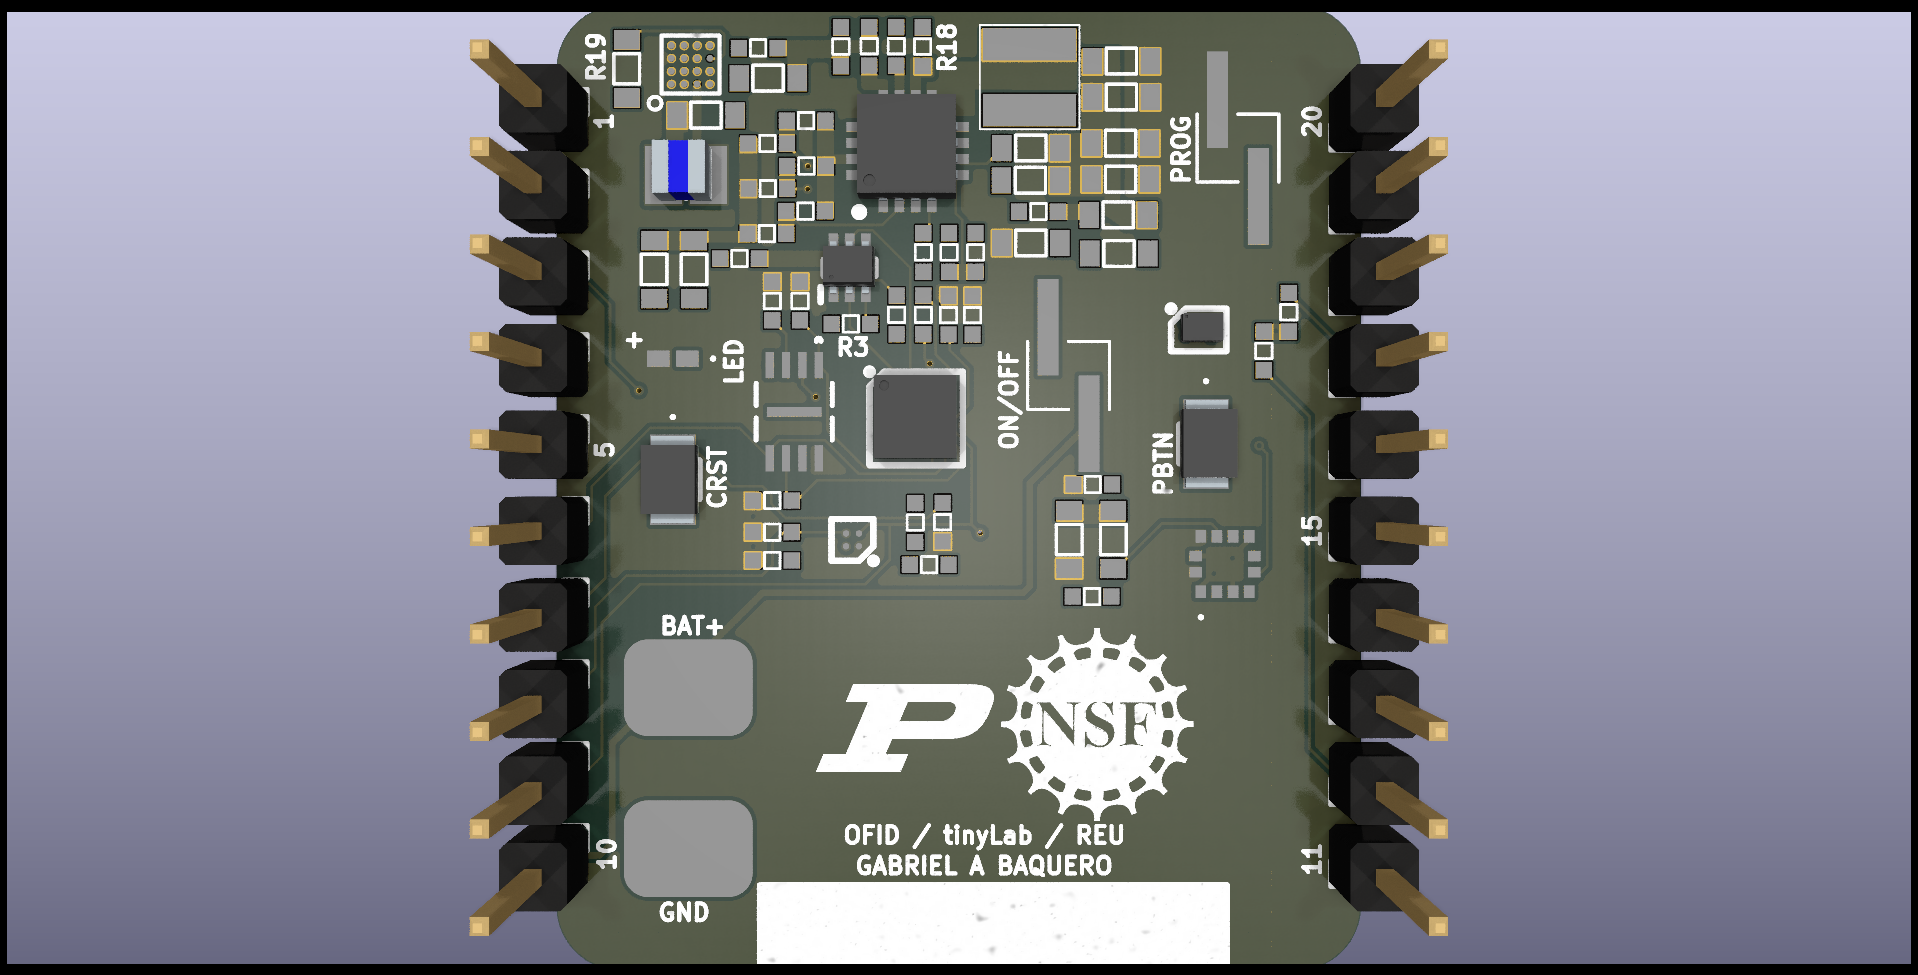 R19
R18
1
20
PROG
+
LED
R3
ON/OFF
5
CRST
PBTN
15
BAT+
P
NSF
OFID / tinyLab / REU
10
11
GABRIEL A BAQUERO
GND